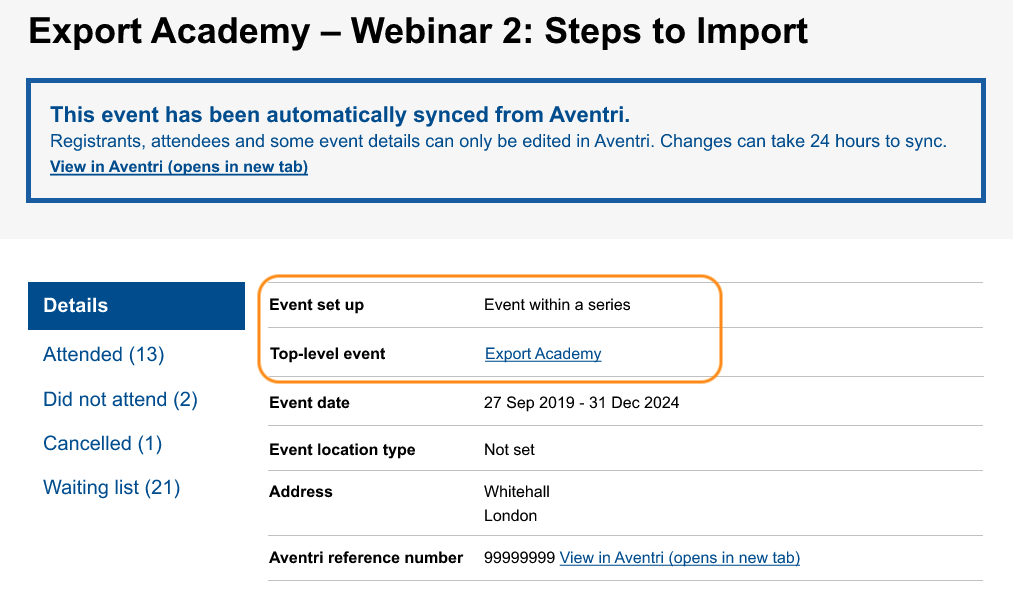 Export Academy – Webinar 2: Steps to Import
This event has been automatically synced from Aventri.
Registrants, attendees and some event details can only be edited in Aventri. Changes can take 24 hours to sync.
View in Aventri (opens in new tab)
Details
Attended (13)
Did not attend (2)
Cancelled (1)
Waiting list (21)
Event set up Event within a series
Top-level event Export Academy
Event date 27 Sep 2019 - 31 Dec 2024
Event location type Not set
Address Whitehall
London
Aventri reference number 99999999 View in Aventri (opens in new tab)